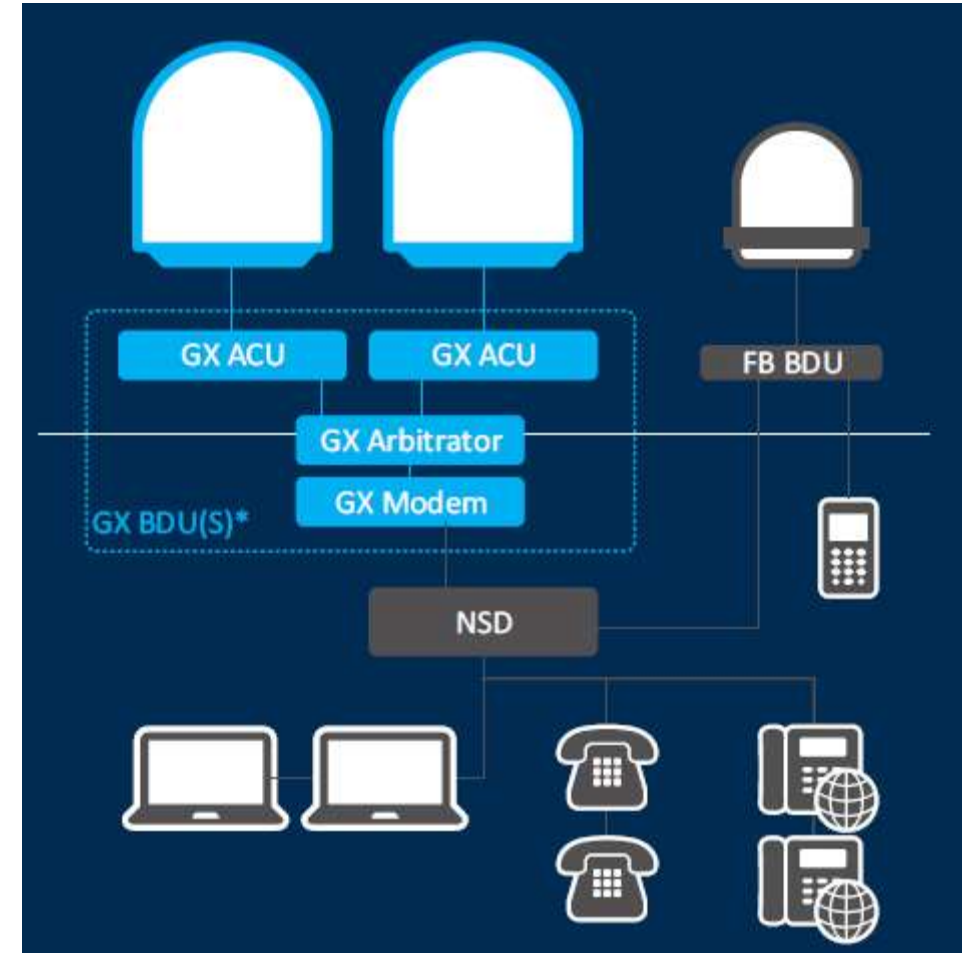 GX ACU
GX ACU
FB BDU
GX Arbitrator
GX Modem
GX BDU(S)*
NSD